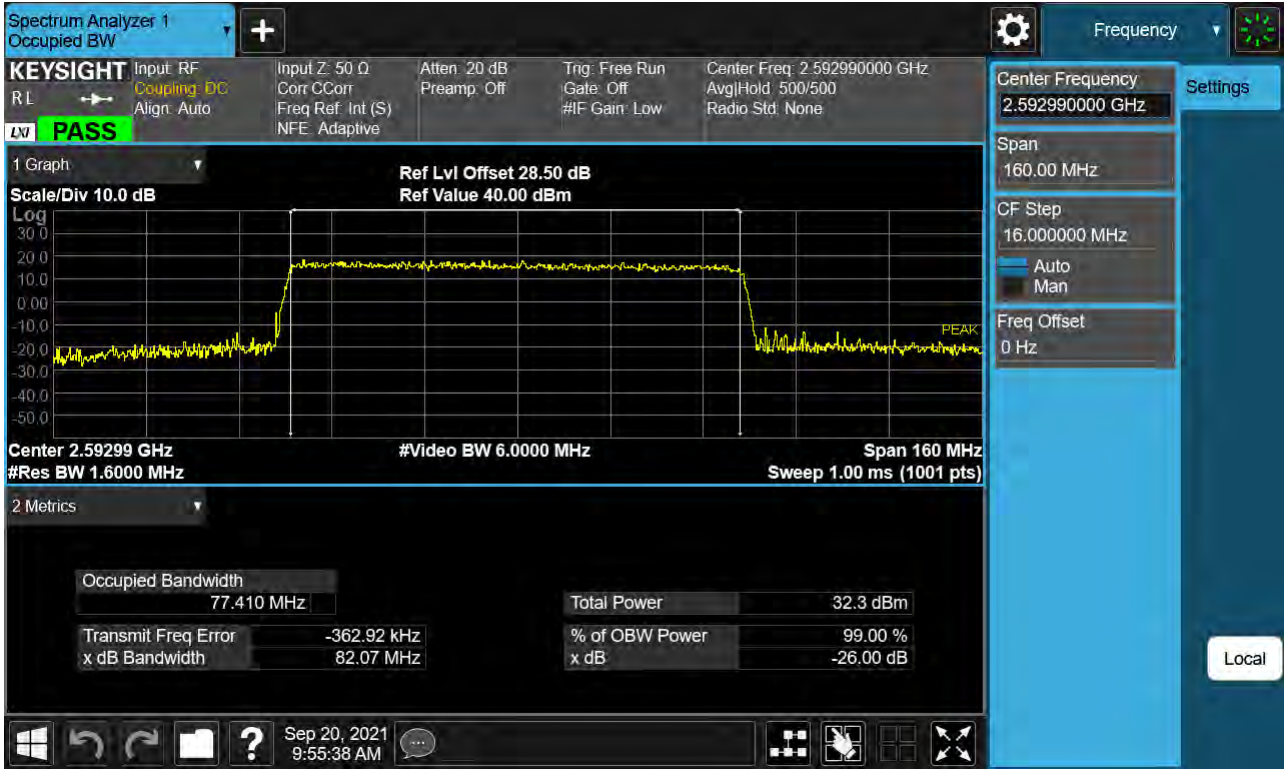 Spectrum Analyzer 1
Occupied BW
Frequency
KEYSIGHT
RL
LXI
PASS
Input: RF
Coupling: DC
Align: Auto
Input Z: 50 Ω
Corr CCorr
Freq Ref: Int (S)
NFE: Adaptive
Atten: 20 dB
Preamp: Off
Trig: Free Run
Gate: Off
#IF Gain: Low
Center Freq: 2.592990000 GHz
Avg|Hold: 500/500
Radio Std: None
1 Graph
Scale/Div 10.0 dB
Ref Lvl Offset 28.50 dB
Ref Value 40.00 dBm
Log
30.0
20.0
10.0
0.00
-10.0
-20.0
-30.0
-40.0
-50.0
PEAK
Center 2.59299 GHz
#Video BW 6.0000 MHz
Span 160 MHz
#Res BW 1.6000 MHz
Sweep 1.00 ms (1001 pts)
2 Metrics
Occupied Bandwidth
77.410 MHz
Total Power 32.3 dBm
Transmit Freq Error -362.92 kHz
% of OBW Power 99.00 %
x dB Bandwidth 82.07 MHz
x dB -26.00 dB
Sep 20, 2021
9:55:38 AM
Center Frequency
2.592990000 GHz
Settings
Span
160.00 MHz
CF Step
16.000000 MHz
Auto
Man
Freq Offset
0 Hz
Local